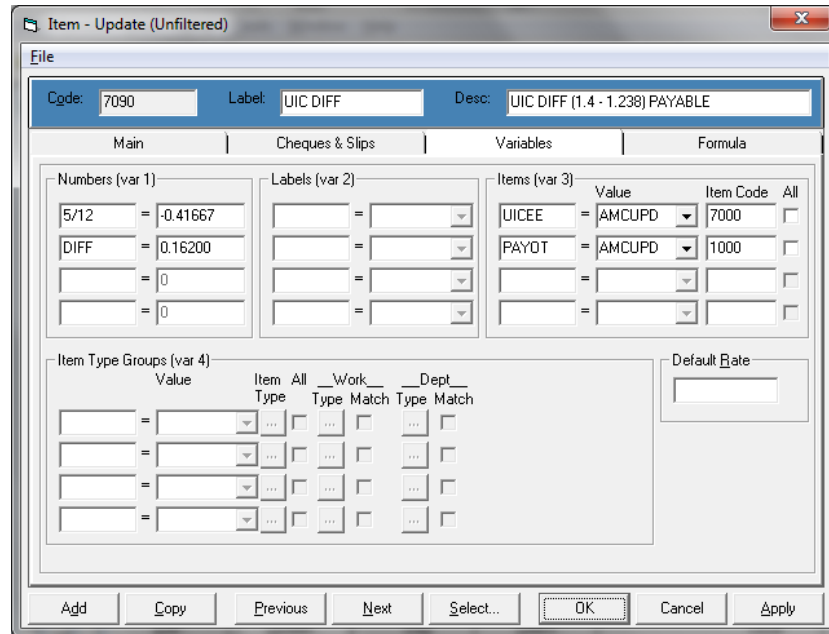 Item - Update (Unfiltered)
File
Code: 7090 Label: UIC DIFF Desc: UIC DIFF (1.4 - 1.238) PAYABLE
Main Cheques & Slips Variables Formula
Numbers (var 1) Labels (var 2) Items (var 3)
Value Item Code All
5/12 = -0.41667 = UICEE = AMCUPD 7000
DIFF = 0.16200 = PAYOT = AMCUPD 1000
= 0 = =
= 0 = =
Item Type Groups (var 4) Default Rate
Value Item All __Work__ __Dept__
Type Type Match Type Match
= ... ... ...
= ... ... ...
= ... ... ...
= ... ... ...
Add Copy Previous Next Select... OK Cancel Apply